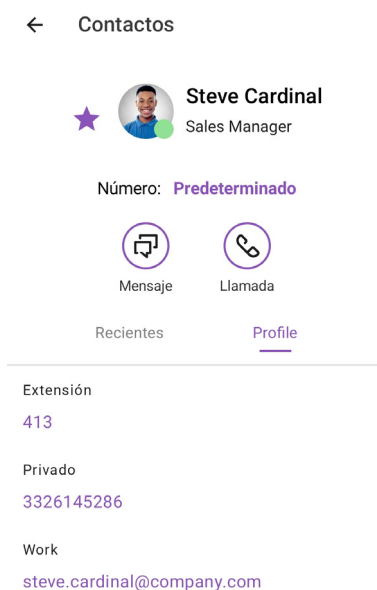 Contactos
Steve Cardinal
Sales Manager
Número: Predeterminado
Mensaje Llamada
Recientes Profile
Extensión
413
Privado
3326145286
Work
steve.cardinal@company.com